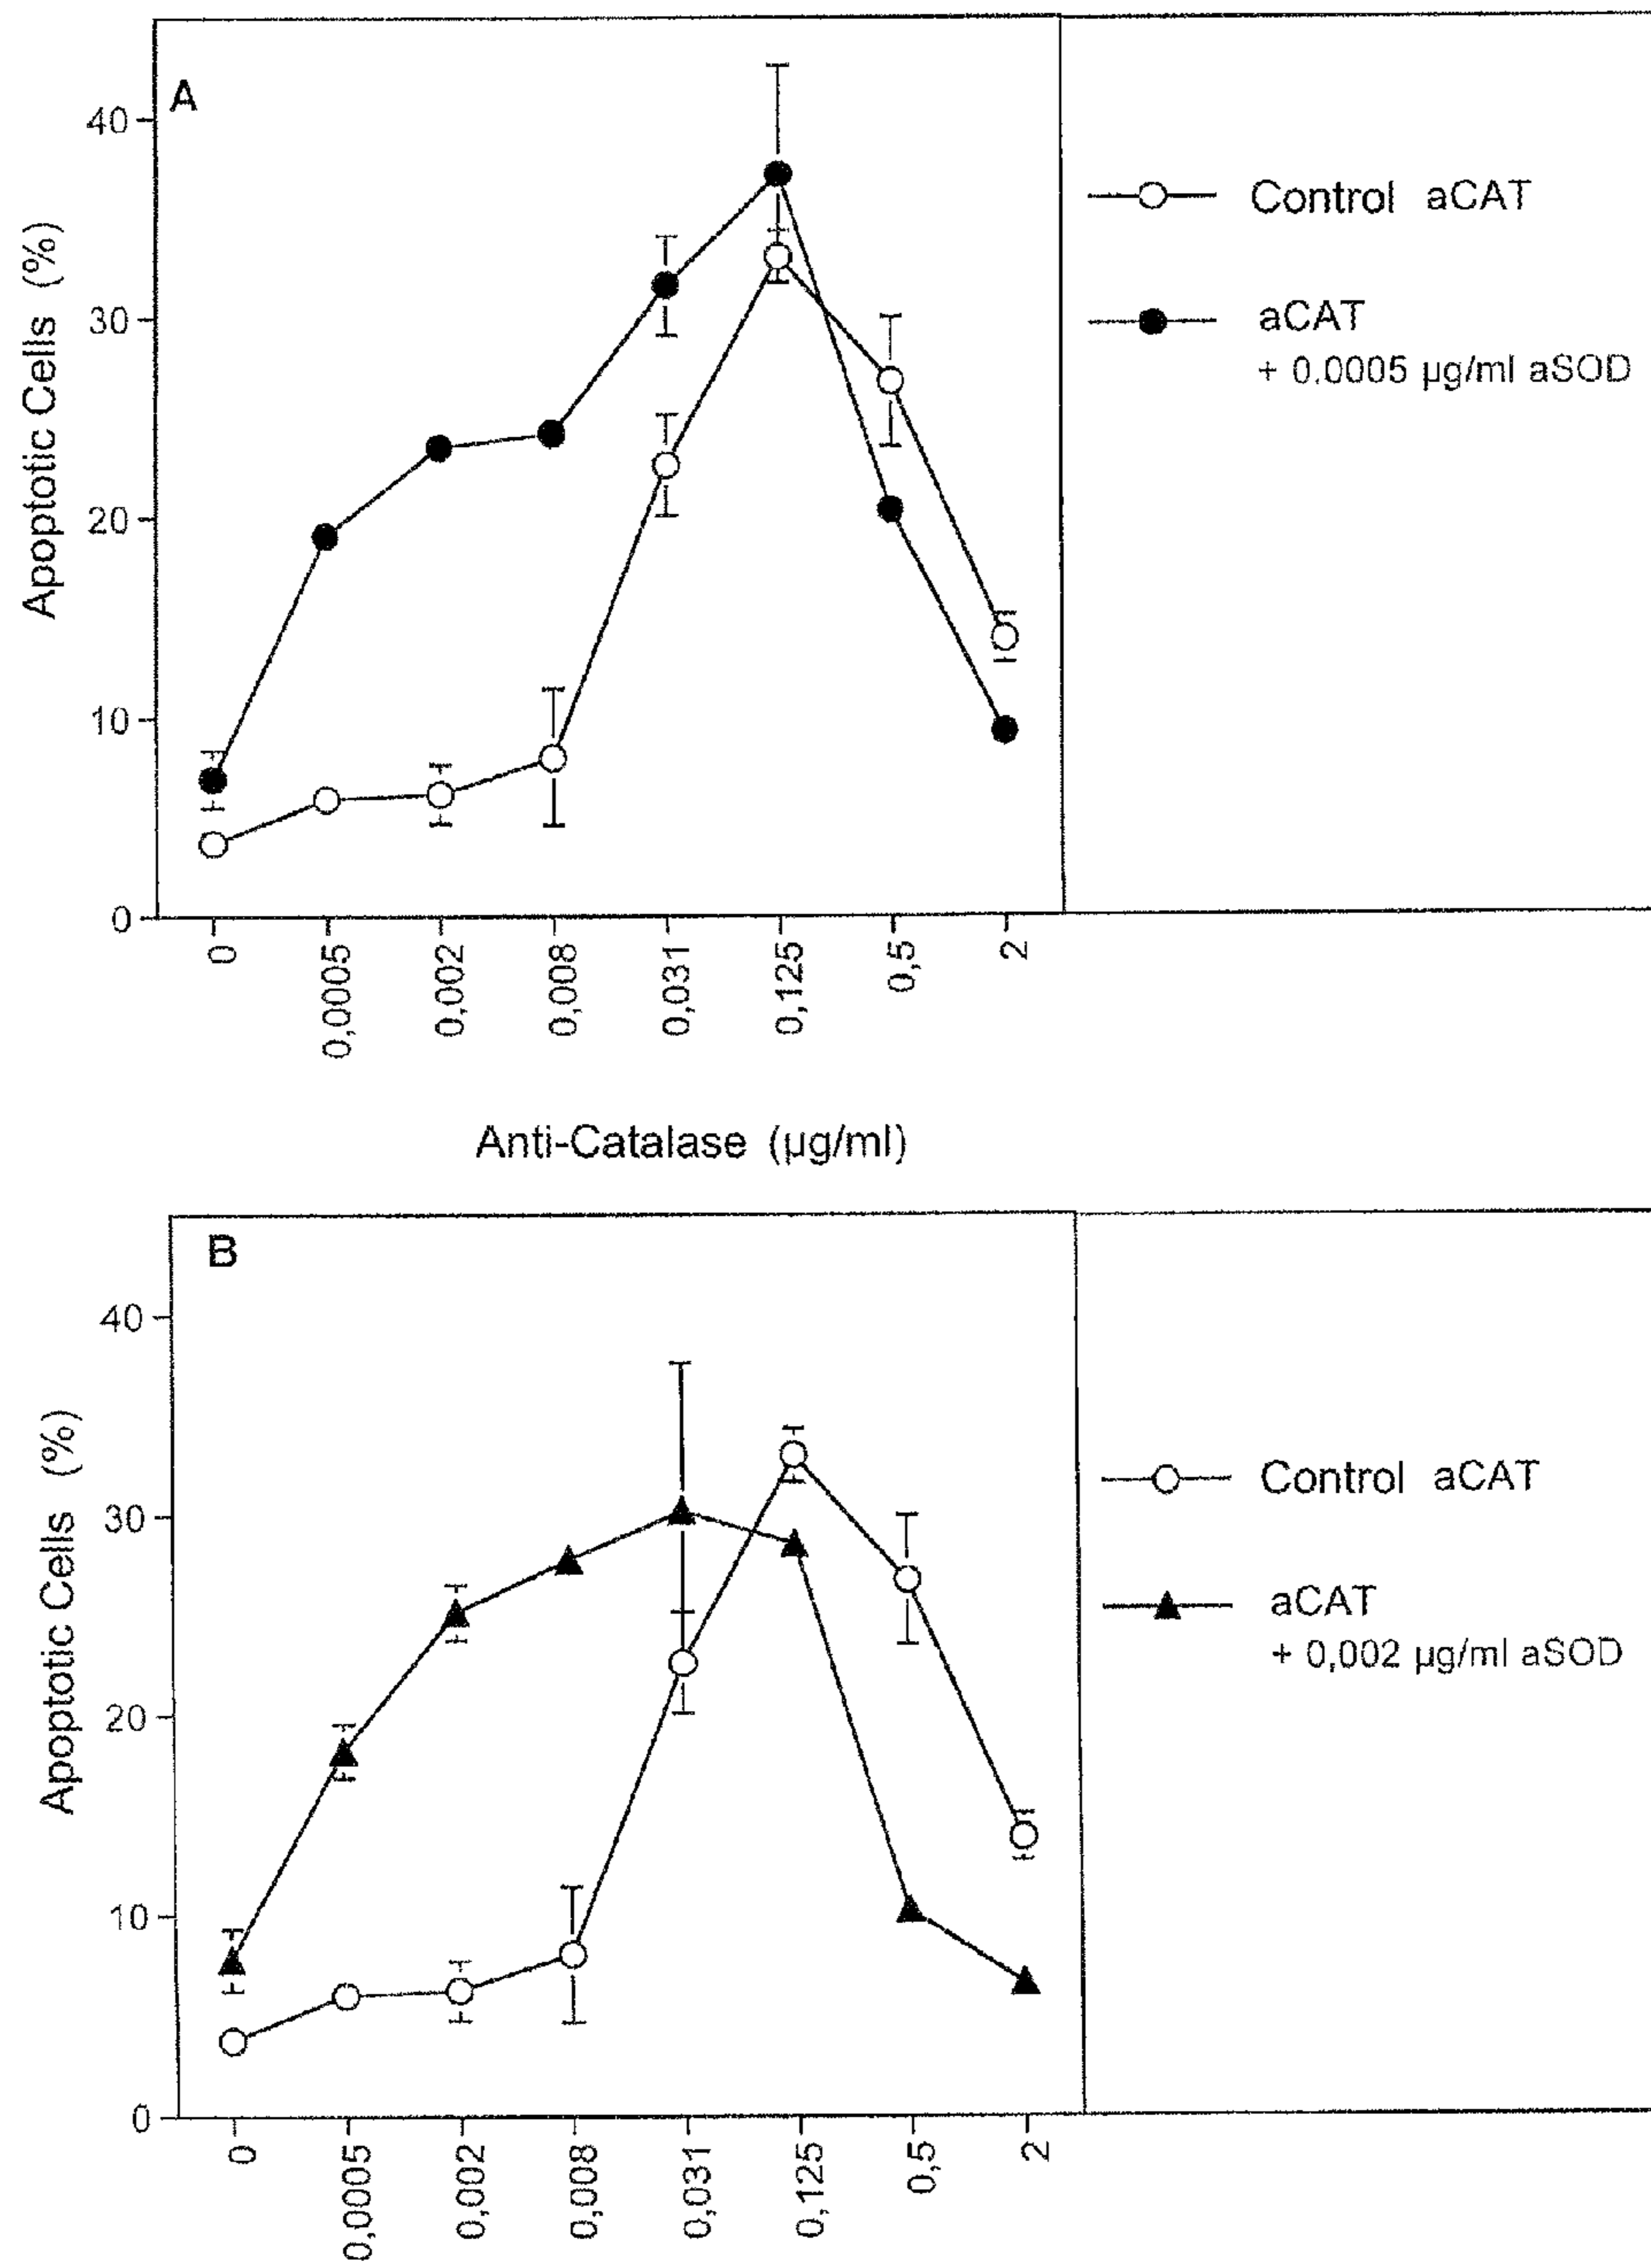 A
40
30
20
10
0
Apoptotic Cells (%)
0
0,0005
0,002
0,008
0,031
0,125
0,5
2
Anti-Catalase (µg/ml)
Control aCAT
aCAT
+ 0,0005 µg/ml aSOD
B
40
30
20
10
0
Apoptotic Cells (%)
0
0,0005
0,002
0,008
0,031
0,125
0,5
2
Control aCAT
aCAT
+ 0,002 µg/ml aSOD